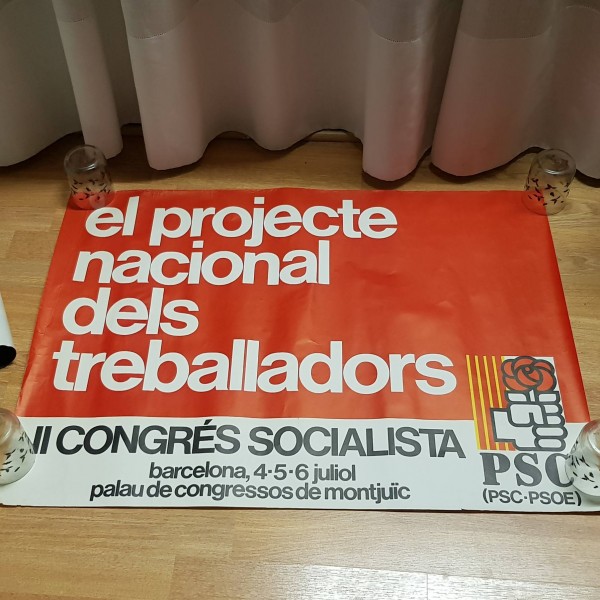 el projecte
nacional
dels
treballadors
II CONGRÉS SOCIALISTA
barcelona, 4·5·6 juliol
palau de congressos de montjuïc
PSC
(PSC·PSOE)